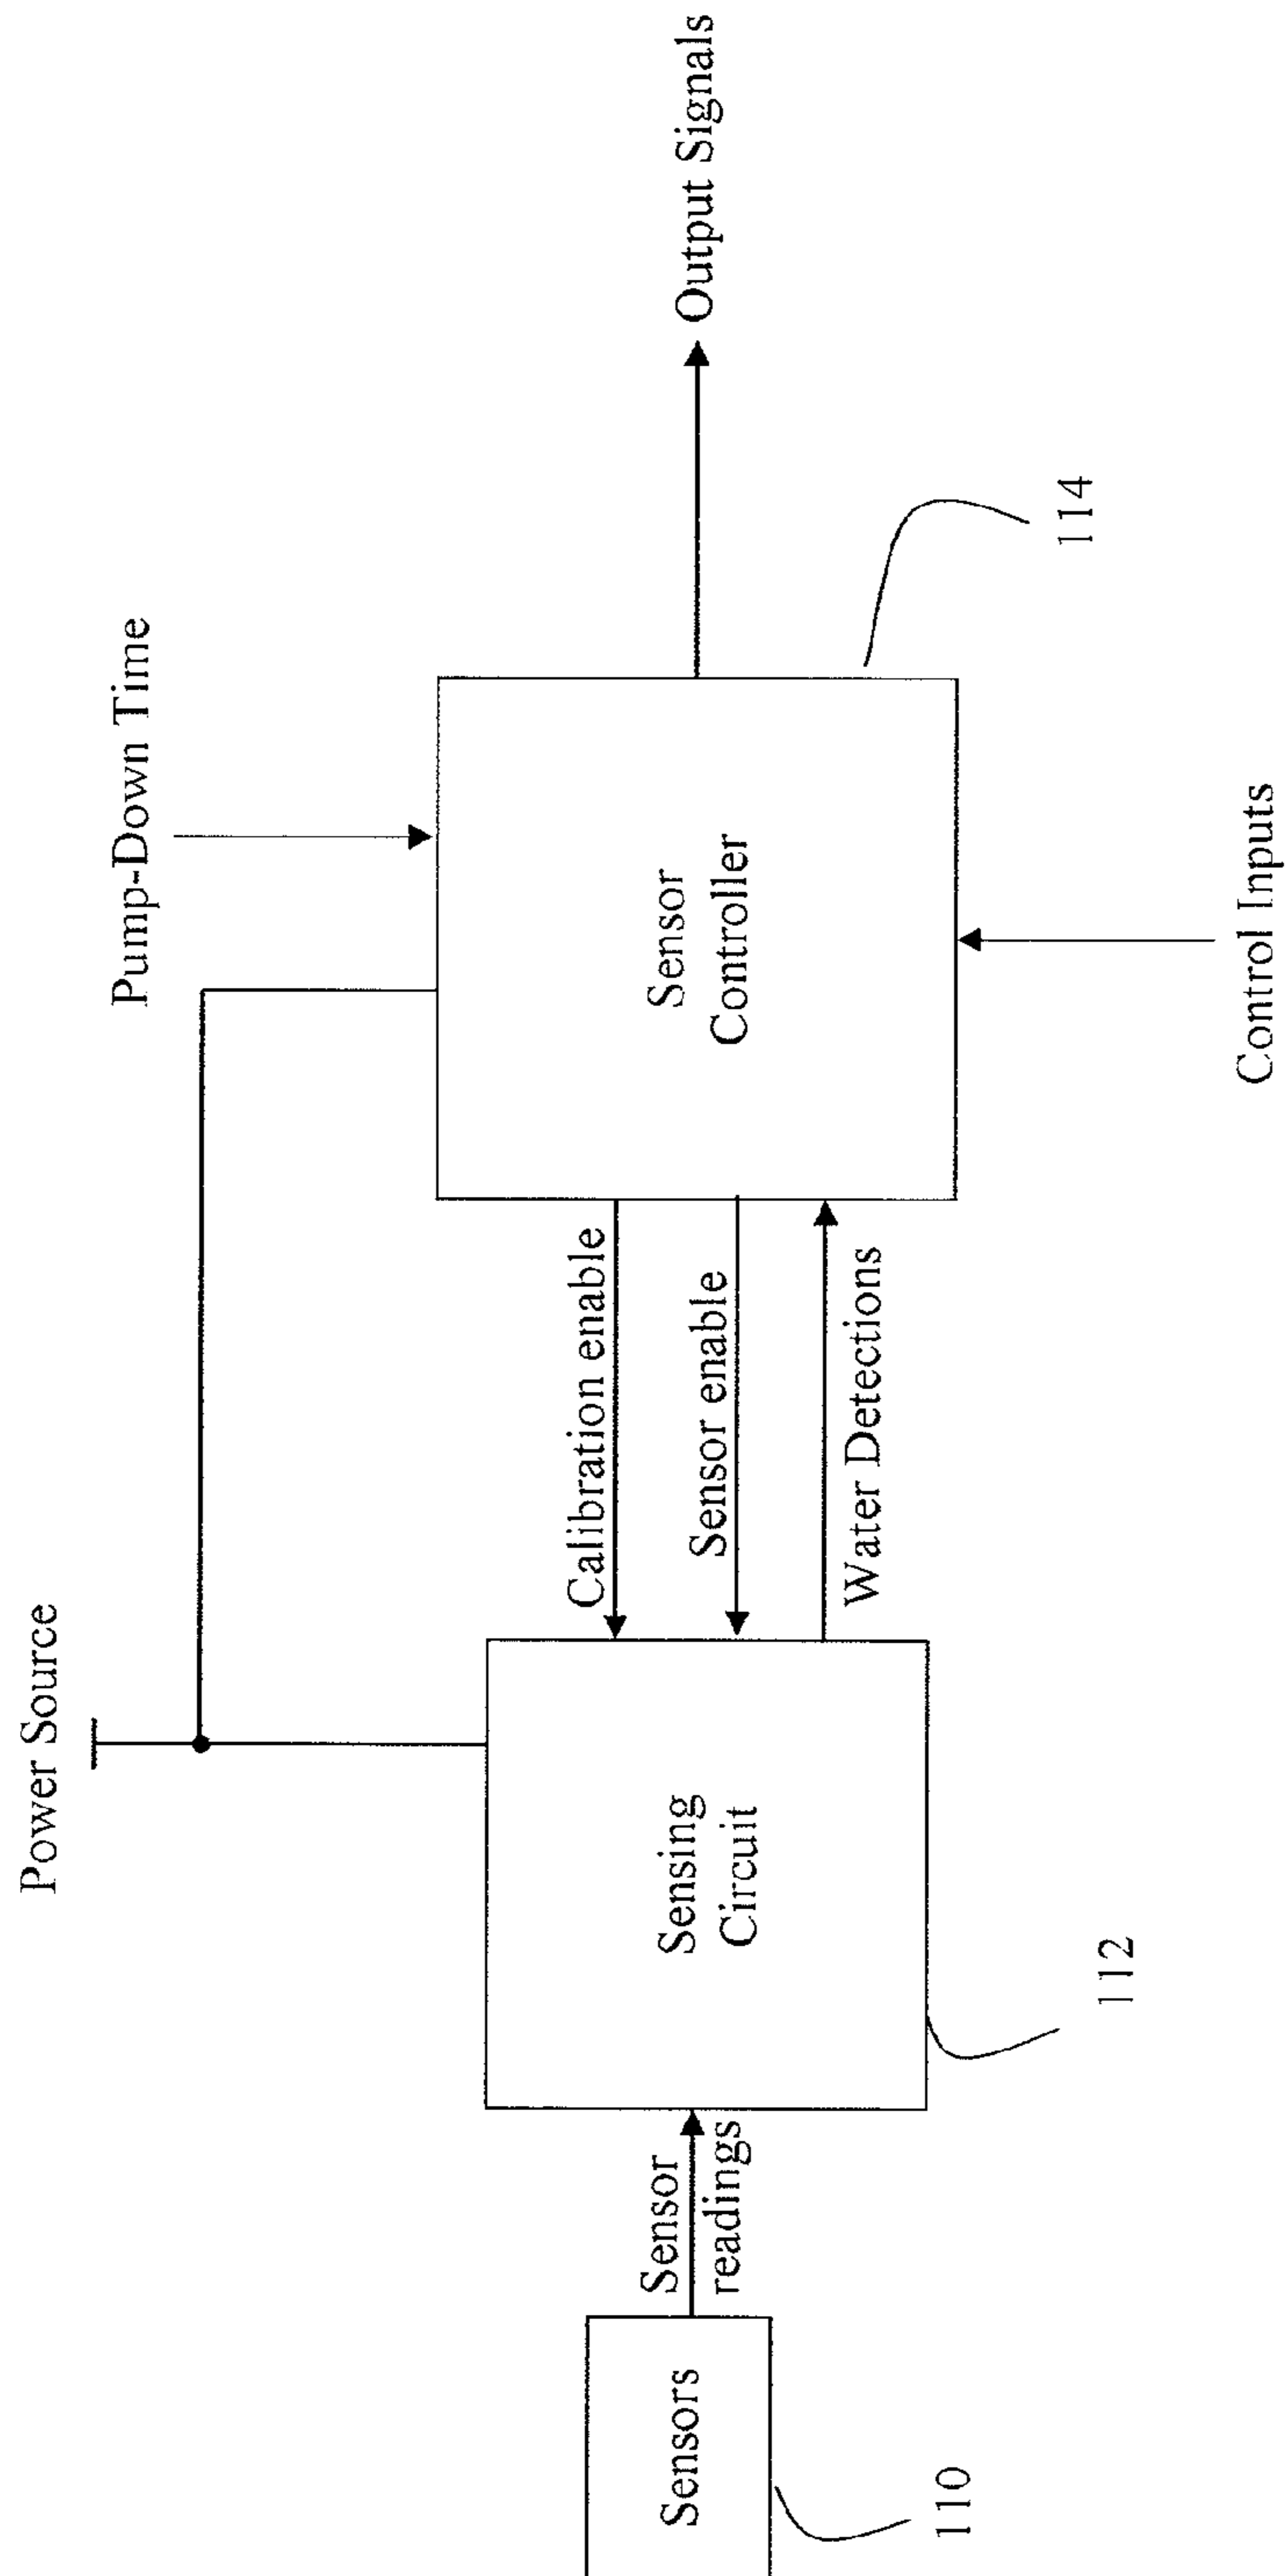 Power Source
Pump-Down Time
Sensors
Sensor
readings
Sensing
Circuit
Calibration enable
Sensor enable
Water Detections
Sensor
Controller
Output Signals
Control Inputs
110
112
114